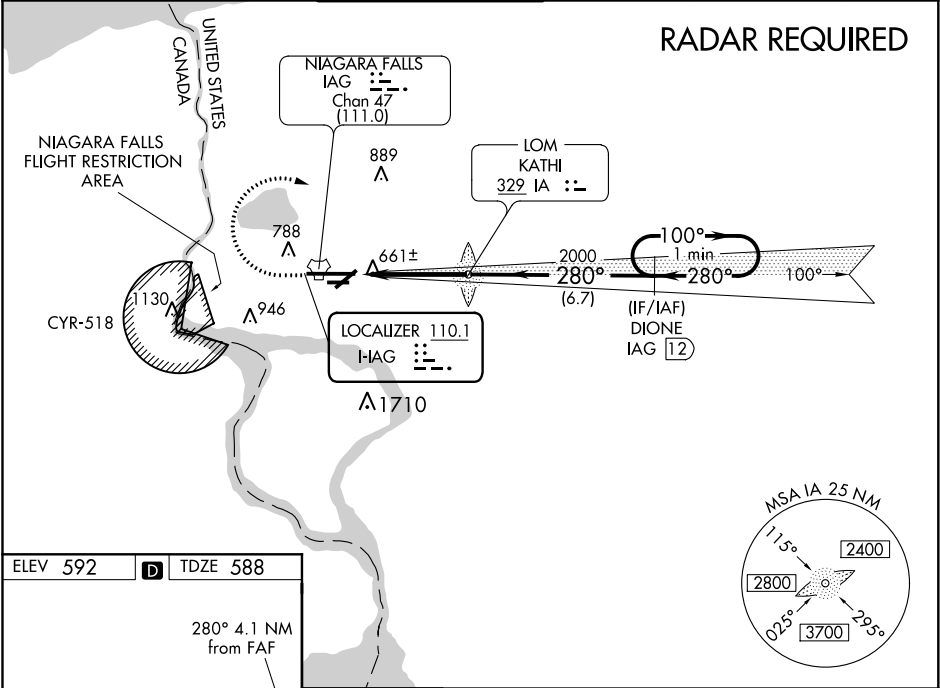 RADAR REQUIRED
UNITED STATES
CANADA
NIAGARA FALLS
IAG
Chan 47
(111.0)
NIAGARA FALLS
FLIGHT RESTRICTION
AREA
889
LOM
KATHI
329 IA
788
661±
2000
280°
(6.7)
100°
1 min
280°
100°
(IF/IAF)
DIONE
IAG 12
1130
CYR-518
946
LOCALIZER 110.1
I-IAG
1710
MSA IA 25 NM
115°
2400
2800
025°
3700
295°
ELEV 592 D TDZE 588
280° 4.1 NM
from FAF